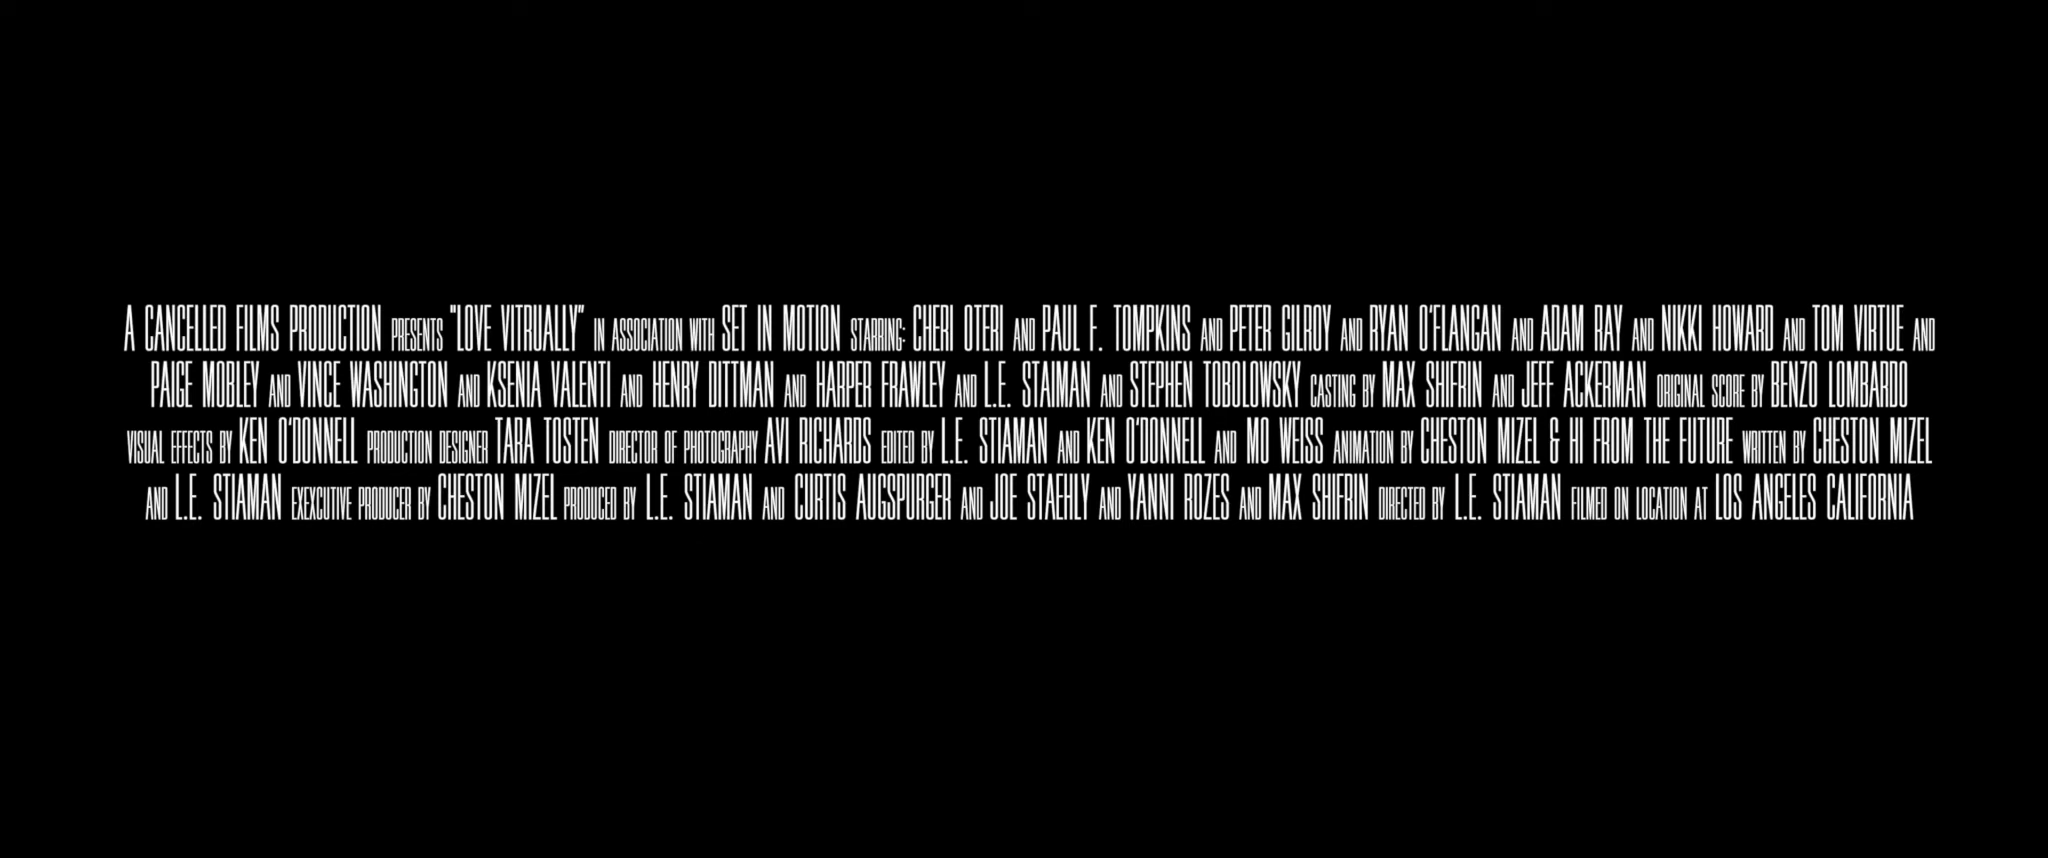 A CANCELLED FILMS PRODUCTION PRESENTS "LOVE VITRUALLY" IN ASSOCIATION WITH SET IN MOTION STARRING: CHERI OTERI AND PAUL F. TOMPKINS AND PETER GILROY AND RYAN O'FLANGAN AND ADAM RAY AND NIKKI HOWARD AND TOM VIRTUE AND
PAIGE MOBLEY AND VINCE WASHINGTON AND KSENIA VALENTI AND HENRY DITTMAN AND HARPER FRAWLEY AND L.E. STAIMAN AND STEPHEN TOBOLOWSKY CASTING BY MAX SHIFRIN AND JEFF ACKERMAN ORIGINAL SCORE BY BENZO LOMBARDO
VISUAL EFFECTS BY KEN O'DONNELL PRODUCTION DESIGNER TARA TOSTEN DIRECTOR OF PHOTOGRAPHY AVI RICHARDS EDITED BY L.E. STIAMAN AND KEN O'DONNELL AND MO WEISS ANIMATION BY CHESTON MIZEL & HI FROM THE FUTURE WRITTEN BY CHESTON MIZEL
AND L.E. STIAMAN EXEXCUTIVE PRODUCER BY CHESTON MIZEL PRODUCED BY L.E. STIAMAN AND CURTIS AUGSPURGER AND JOE STAEHLY AND YANNI ROZES AND MAX SHIFRIN DIRECTED BY L.E. STIAMAN FILMED ON LOCATION AT LOS ANGELES CALIFORNIA